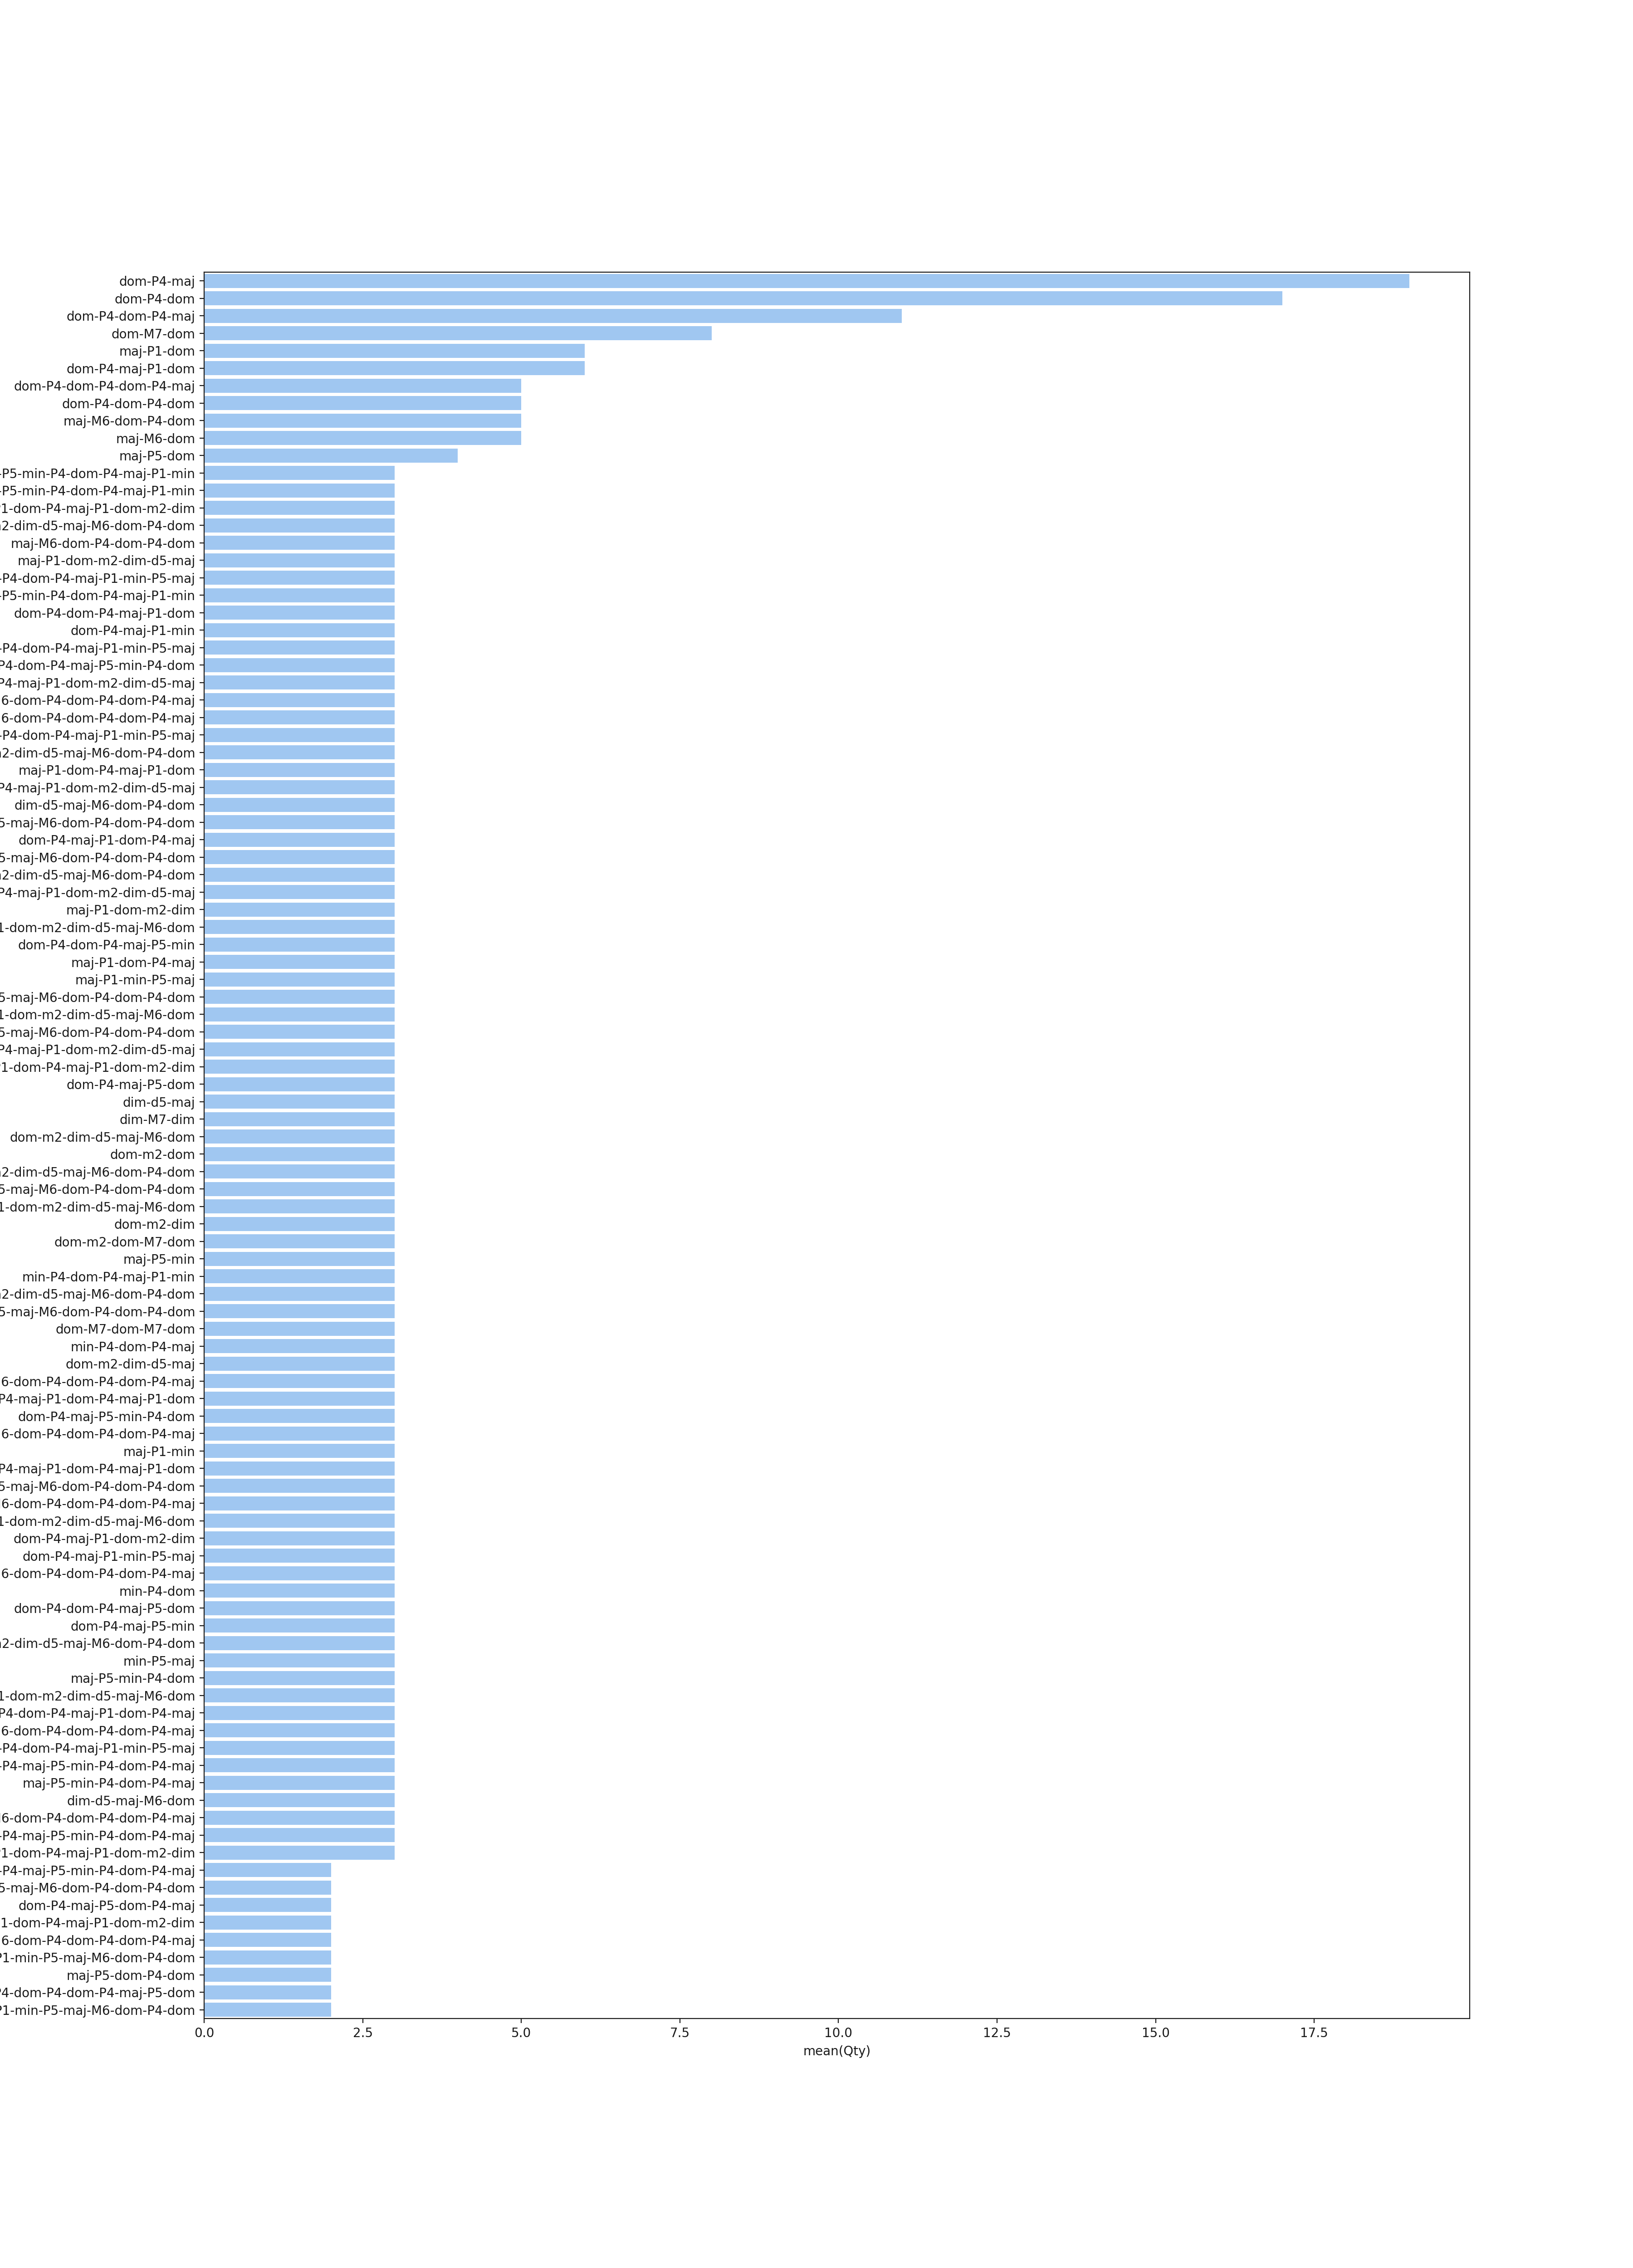 dom-P4-maj
dom-P4-dom
dom-P4-dom-P4-maj
dom-M7-dom
maj-P1-dom
dom-P4-maj-P1-dom
dom-P4-dom-P4-dom-P4-maj
dom-P4-dom-P4-dom
maj-M6-dom-P4-dom
maj-M6-dom
maj-P5-dom
-P5-min-P4-dom-P4-maj-P1-min
-P5-min-P4-dom-P4-maj-P1-min
1-dom-P4-maj-P1-dom-m2-dim
2-dim-d5-maj-M6-dom-P4-dom
maj-M6-dom-P4-dom-P4-dom
maj-P1-dom-m2-dim-d5-maj
-P4-dom-P4-maj-P1-min-P5-maj
-P5-min-P4-dom-P4-maj-P1-min
dom-P4-dom-P4-maj-P1-dom
dom-P4-maj-P1-min
-P4-dom-P4-maj-P1-min-P5-maj
P4-dom-P4-maj-P5-min-P4-dom
P4-maj-P1-dom-m2-dim-d5-maj
6-dom-P4-dom-P4-dom-P4-maj
6-dom-P4-dom-P4-dom-P4-maj
-P4-dom-P4-maj-P1-min-P5-maj
2-dim-d5-maj-M6-dom-P4-dom
maj-P1-dom-P4-maj-P1-dom
P4-maj-P1-dom-m2-dim-d5-maj
dim-d5-maj-M6-dom-P4-dom
5-maj-M6-dom-P4-dom-P4-dom
dom-P4-maj-P1-dom-P4-maj
5-maj-M6-dom-P4-dom-P4-dom
2-dim-d5-maj-M6-dom-P4-dom
P4-maj-P1-dom-m2-dim-d5-maj
maj-P1-dom-m2-dim
1-dom-m2-dim-d5-maj-M6-dom
dom-P4-dom-P4-maj-P5-min
maj-P1-dom-P4-maj
maj-P1-min-P5-maj
5-maj-M6-dom-P4-dom-P4-dom
1-dom-m2-dim-d5-maj-M6-dom
5-maj-M6-dom-P4-dom-P4-dom
P4-maj-P1-dom-m2-dim-d5-maj
1-dom-P4-maj-P1-dom-m2-dim
dom-P4-maj-P5-dom
dim-d5-maj
dim-M7-dim
dom-m2-dim-d5-maj-M6-dom
dom-m2-dom
2-dim-d5-maj-M6-dom-P4-dom
5-maj-M6-dom-P4-dom-P4-dom
1-dom-m2-dim-d5-maj-M6-dom
dom-m2-dim
dom-m2-dom-M7-dom
maj-P5-min
min-P4-dom-P4-maj-P1-min
2-dim-d5-maj-M6-dom-P4-dom
5-maj-M6-dom-P4-dom-P4-dom
dom-M7-dom-M7-dom
min-P4-dom-P4-maj
dom-m2-dim-d5-maj
6-dom-P4-dom-P4-dom-P4-maj
P4-maj-P1-dom-P4-maj-P1-dom
dom-P4-maj-P5-min-P4-dom
6-dom-P4-dom-P4-dom-P4-maj
maj-P1-min
P4-maj-P1-dom-P4-maj-P1-dom
5-maj-M6-dom-P4-dom-P4-dom
6-dom-P4-dom-P4-dom-P4-maj
1-dom-m2-dim-d5-maj-M6-dom
dom-P4-maj-P1-dom-m2-dim
dom-P4-maj-P1-min-P5-maj
6-dom-P4-dom-P4-dom-P4-maj
min-P4-dom
dom-P4-dom-P4-maj-P5-dom
dom-P4-maj-P5-min
2-dim-d5-maj-M6-dom-P4-dom
min-P5-maj
maj-P5-min-P4-dom
1-dom-m2-dim-d5-maj-M6-dom
P4-dom-P4-maj-P1-dom-P4-maj
6-dom-P4-dom-P4-dom-P4-maj
-P4-dom-P4-maj-P1-min-P5-maj
-P4-maj-P5-min-P4-dom-P4-maj
maj-P5-min-P4-dom-P4-maj
dim-d5-maj-M6-dom
6-dom-P4-dom-P4-dom-P4-maj
-P4-maj-P5-min-P4-dom-P4-maj
1-dom-P4-maj-P1-dom-m2-dim
-P4-maj-P5-min-P4-dom-P4-maj
5-maj-M6-dom-P4-dom-P4-dom
dom-P4-maj-P5-dom-P4-maj
1-dom-P4-maj-P1-dom-m2-dim
6-dom-P4-dom-P4-dom-P4-maj
P1-min-P5-maj-M6-dom-P4-dom
maj-P5-dom-P4-dom
P4-dom-P4-dom-P4-maj-P5-dom
P1-min-P5-maj-M6-dom-P4-dom
0.0 2.5 5.0 7.5 10.0 12.5 15.0 17.5
mean(Qty)